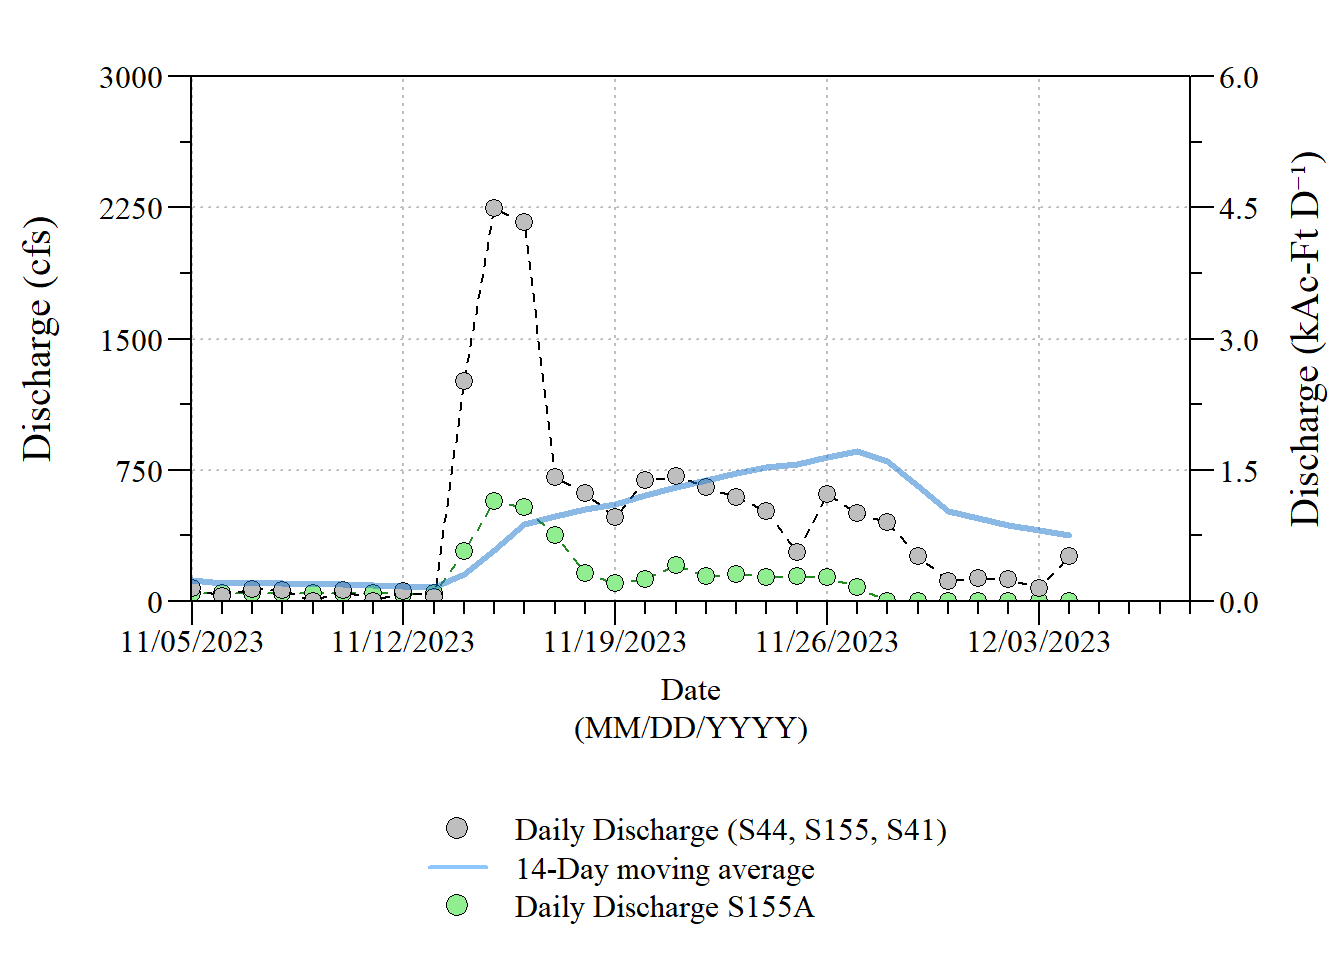 3000
2250
1500
750
0
Discharge (cfs)
6.0
4.5
3.0
1.5
0.0
Discharge (kAc-Ft D⁻¹)
11/05/2023 11/12/2023 11/19/2023 11/26/2023 12/03/2023
Date
(MM/DD/YYYY)
Daily Discharge (S44, S155, S41)
14-Day moving average
Daily Discharge S155A